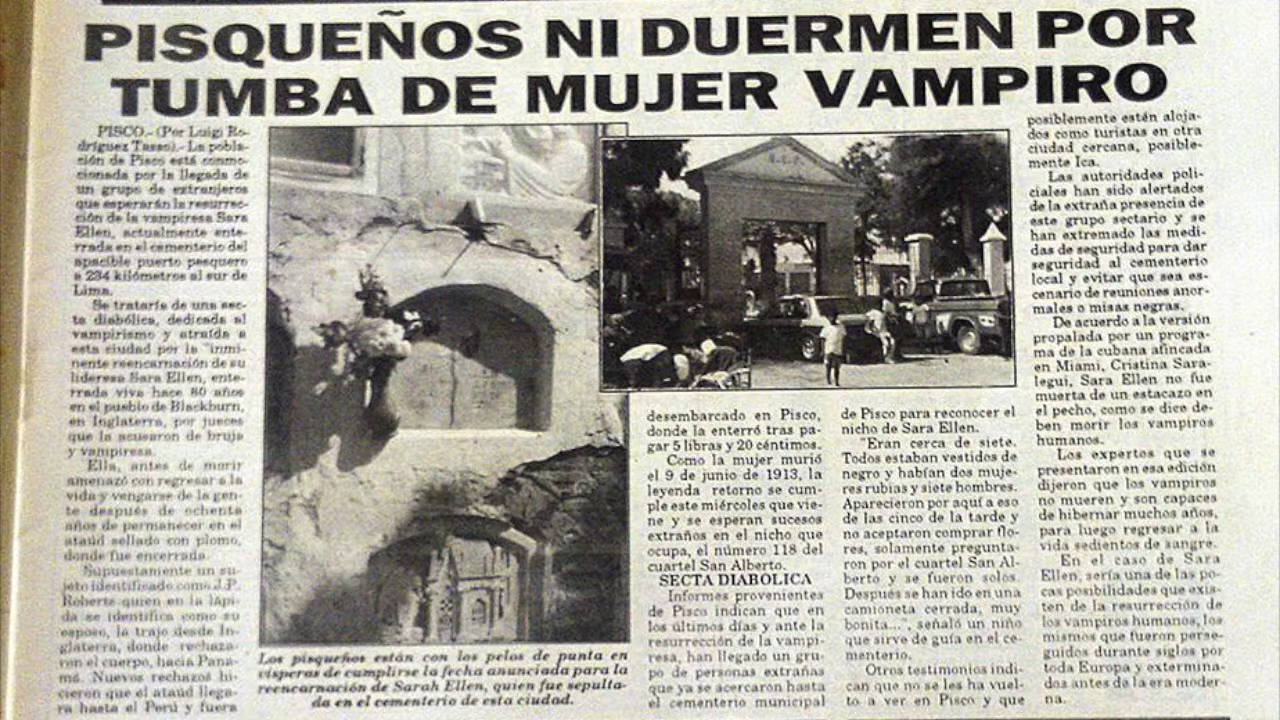 PISQUEÑOS NI DUERMEN POR
TUMBA DE MUJER VAMPIRO
PISCO.- (Por Luigi Ro-
dríguez Tasso).- La pobla-
ción de Pisco está conmo-
cionada por la llegada de
un grupo de extranjeros
que esperarán la resurrec-
ción de la vampiresa Sara
Ellen, actualmente ente-
rrada en el cementerio del
apacible puerto pesquero
a 234 kilómetros al sur de
Lima.
Se trataría de una sec-
ta diabólica, dedicada al
vampirismo y atraída a
esta ciudad por la "inmi-
nente reencarnación de su
lideresa Sara Ellen, ente-
rrada viva hace 80 años
en el pueblo de Blackburn,
en Inglaterra, por jueces
que la acusaron de bruja
y vampiresa.
Ella, antes de morir
amenazó con regresar a la
vida y vengarse de la gen-
te después de ochenta
años de permanecer en el
ataúd sellado con plomo,
donde fue encerrada.
Supuestamente un su-
jeto identificado como J.P.
Roberts quien en la lápi-
da se identifica como su
esposo, la trajo desde In-
glaterra, donde rechaza-
ron el cuerpo, hacia Pana-
má. Nuevos rechazos hi-
cieron que el ataúd llega-
ra hasta el Perú y fuera
Los pisqueños están con los pelos de punta en
vísperas de cumplirse la fecha anunciada para la
reencarnación de Sarah Ellen, quien fue sepulta-
da en el cementerio de esta ciudad.
desembarcado en Pisco,
donde la enterró tras pa-
gar 5 libras y 20 céntimos.
Como la mujer murió
el 9 de junio de 1913, la
leyenda retorno se cum-
ple este miércoles que vie-
ne y se esperan sucesos
extraños en el nicho que
ocupa, el número 118 del
cuartel San Alberto.
SECTA DIABOLICA
Informes provenientes
de Pisco indican que en
los últimos días y ante la
resurrección de la vampi-
resa, han llegado un gru-
po de personas extrañas
que ya se acercaron hasta
el cementerio municipal
de Pisco para reconocer el
nicho de Sara Ellen.
"Eran cerca de siete.
Todos estaban vestidos de
negro y habían dos muje-
res rubias y siete hombres.
Aparecieron por aquí a eso
de las cinco de la tarde y
no aceptaron comprar flo-
res, solamente pregunta-
ron por el cuartel San Al-
berto y se fueron solos.
Después se han ido en una
camioneta cerrada, muy
bonita...", señaló un niño
que sirve de guía en el ce-
menterio.
Otros testimonios indi-
can que no se les ha vuel-
to a ver en Pisco y que
posiblemente estén aloja-
dos como turistas en otra
ciudad cercana, posible-
mente Ica.
Las autoridades poli-
ciales han sido alertados
de la extraña presencia de
este grupo sectario y se
han extremado las medi-
das de seguridad para dar
seguridad al cementerio
local y evitar que sea es-
cenario de reuniones anor-
males o misas negras.
De acuerdo a la versión
propalada por un progra-
ma de la cubana afincada
en Miami, Cristina Sara-
legui, Sara Ellen no fue
muerta de un estacazo en
el pecho, como se dice de-
ben morir los vampiros
humanos.
Los expertos que se
presentaron en esa edición
dijeron que los vampiros
no mueren y son capaces
de hibernar muchos años,
para luego regresar a la
vida sedientos de sangre.
En el caso de Sara
Ellen, sería una de las po-
cas posibilidades que exis-
ten de la resurrección de
los vampiros humanos, los
mismos que fueron perse-
guidos durante siglos por
toda Europa y extermina-
dos antes de la era moder-
na.